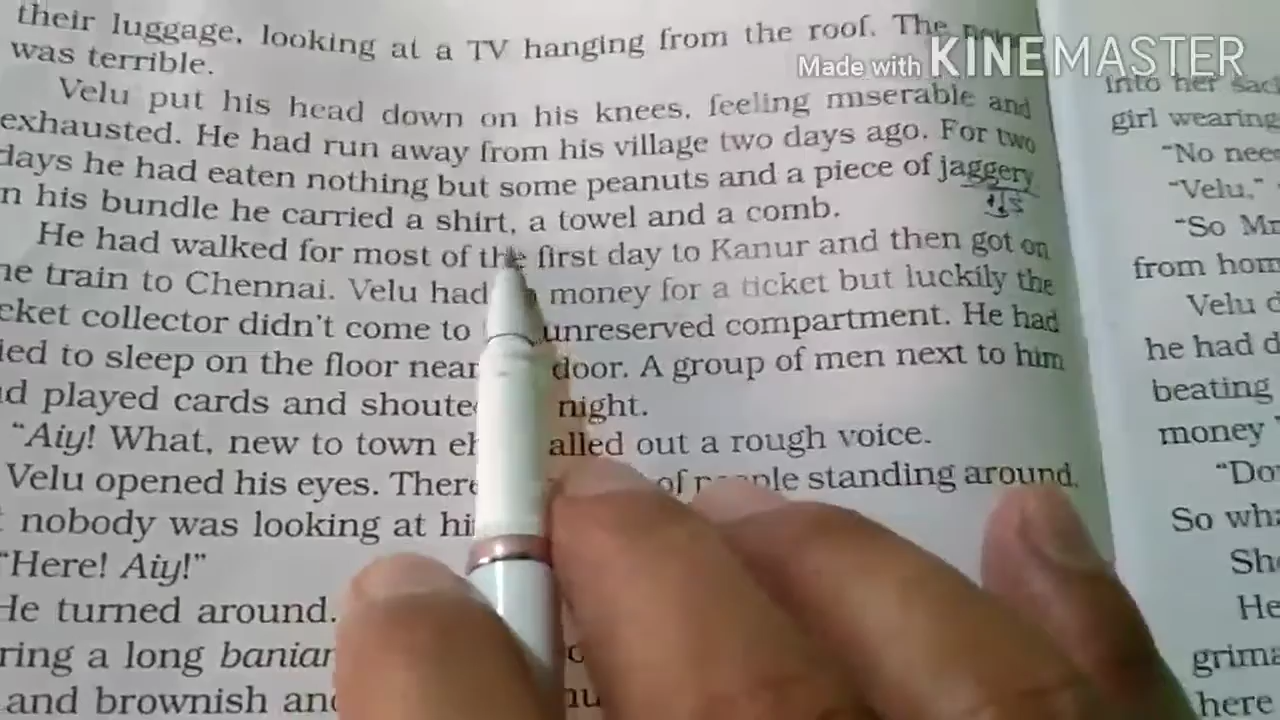 their luggage, looking at a TV hanging from the roof. The
was terrible.
Velu put his head down on his knees, feeling miserable and
exhausted. He had run away from his village two days ago. For two
days he had eaten nothing but some peanuts and a piece of jaggery
n his bundle he carried a shirt, a towel and a comb.
He had walked for most of the first day to Kanur and then got on
he train to Chennai. Velu had money for a ticket but luckily the
cket collector didn't come to unreserved compartment. He had
ied to sleep on the floor near door. A group of men next to him
ad played cards and shouted night.
"Aiy! What, new to town eh alled out a rough voice.
Velu opened his eyes. There of people standing around,
t nobody was looking at hi
"Here! Aiy!"
He turned around.
ring a long banian
and brownish and
Made with KINEMASTER
into her sac
girl wearing
"No nee
"Velu,"
"So Mr
from hom
Velu d
he had d
beating
money
"Don
So wha
She
He
grima
here